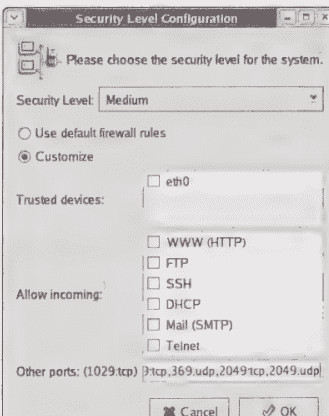 Security Level Configuration
Please choose the security level for the system.
Security Level: Medium
Use default firewall rules
Customize
Trusted devices:
eth0
Allow incoming:
WWW (HTTP)
FTP
SSH
DHCP
Mail (SMTP)
Telnet
Other ports: (1029:tcp) 9:tcp,369.udp,2049:tcp,2049.udp
Cancel
OK